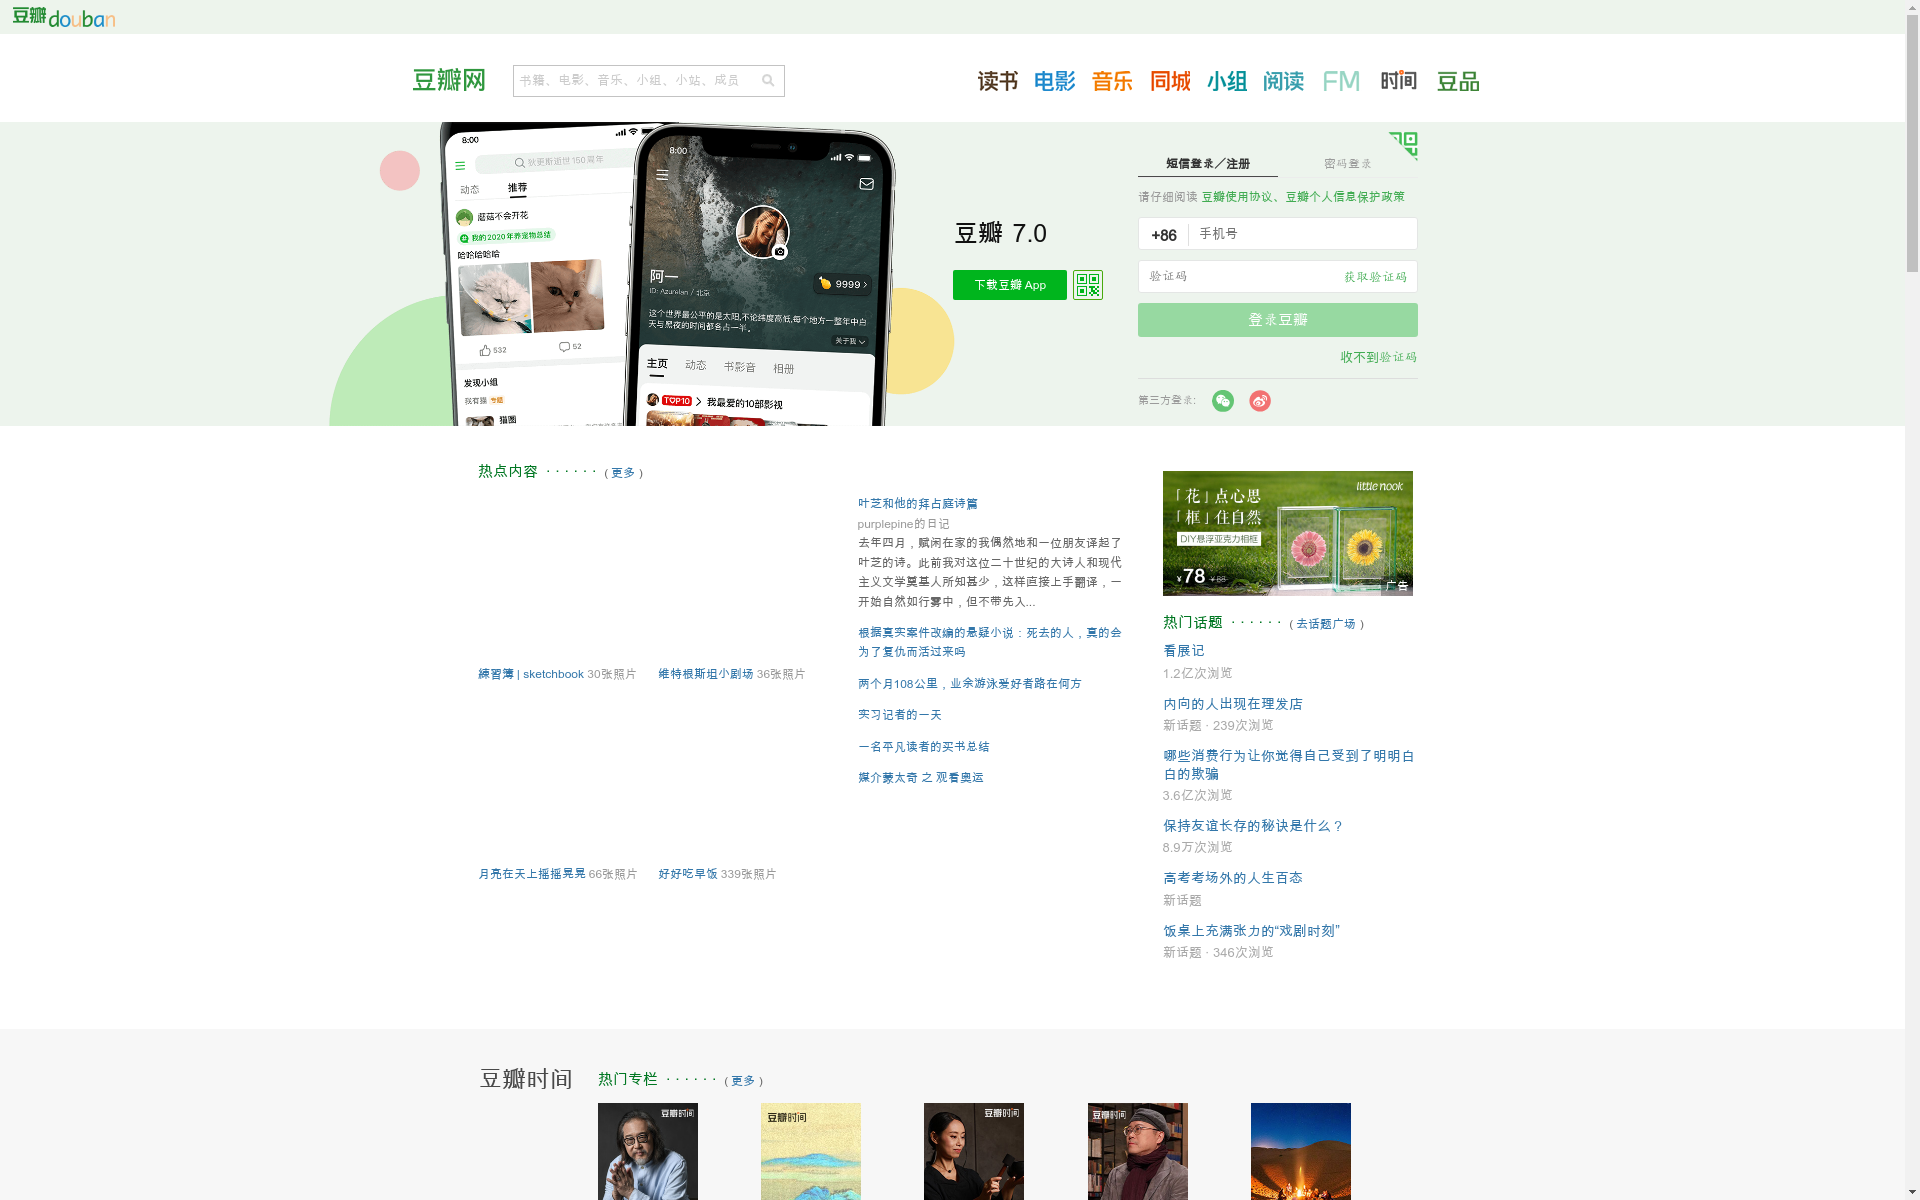 豆瓣douban
豆瓣网
书籍、电影、音乐、小组、小站、成员
读书 电影 音乐 同城 小组 阅读 FM 时间 豆品
8:00
狄更斯逝世150周年
动态 推荐
蘑菇不会开花
我的2020年养宠物总结
哈哈哈哈哈
532 52
发现小组
我有猫 专题
猫圈
8:00
阿一
ID: Azurelan / 北京
9999
这个世界最公平的是太阳,不论纬度高低,每个地方一整年中白
天与黑夜的时间都各占一半。
关于我
主页 动态 书影音 相册
TOP10 我最爱的10部影视
豆瓣 7.0
下载豆瓣 App
短信登录／注册 密码登录
请仔细阅读 豆瓣使用协议、豆瓣个人信息保护政策
+86 手机号
验证码 获取验证码
登录豆瓣
收不到验证码
第三方登录:
热点内容 · · · · · · ( 更多 )
練習簿 | sketchbook 30张照片
维特根斯坦小剧场 36张照片
月亮在天上摇摇晃晃 66张照片
好好吃早饭 339张照片
叶芝和他的拜占庭诗篇
purplepine的日记
去年四月，赋闲在家的我偶然地和一位朋友译起了
叶芝的诗。此前我对这位二十世纪的大诗人和现代
主义文学奠基人所知甚少，这样直接上手翻译，一
开始自然如行雾中，但不带先入...
根据真实案件改编的悬疑小说：死去的人，真的会
为了复仇而活过来吗
两个月108公里，业余游泳爱好者路在何方
实习记者的一天
一名平凡读者的买书总结
媒介蒙太奇 之 观看奥运
「花」点心思
「框」住自然
little nook
DIY悬浮亚克力相框
¥78 ¥88
广告
热门话题 · · · · · · ( 去话题广场 )
看展记
1.2亿次浏览
内向的人出现在理发店
新话题 · 239次浏览
哪些消费行为让你觉得自己受到了明明白
白的欺骗
3.6亿次浏览
保持友谊长存的秘诀是什么？
8.9万次浏览
高考考场外的人生百态
新话题
饭桌上充满张力的“戏剧时刻”
新话题 · 346次浏览
豆瓣时间
热门专栏 · · · · · · ( 更多 )
豆瓣时间
豆瓣时间
豆瓣时间
豆瓣时间